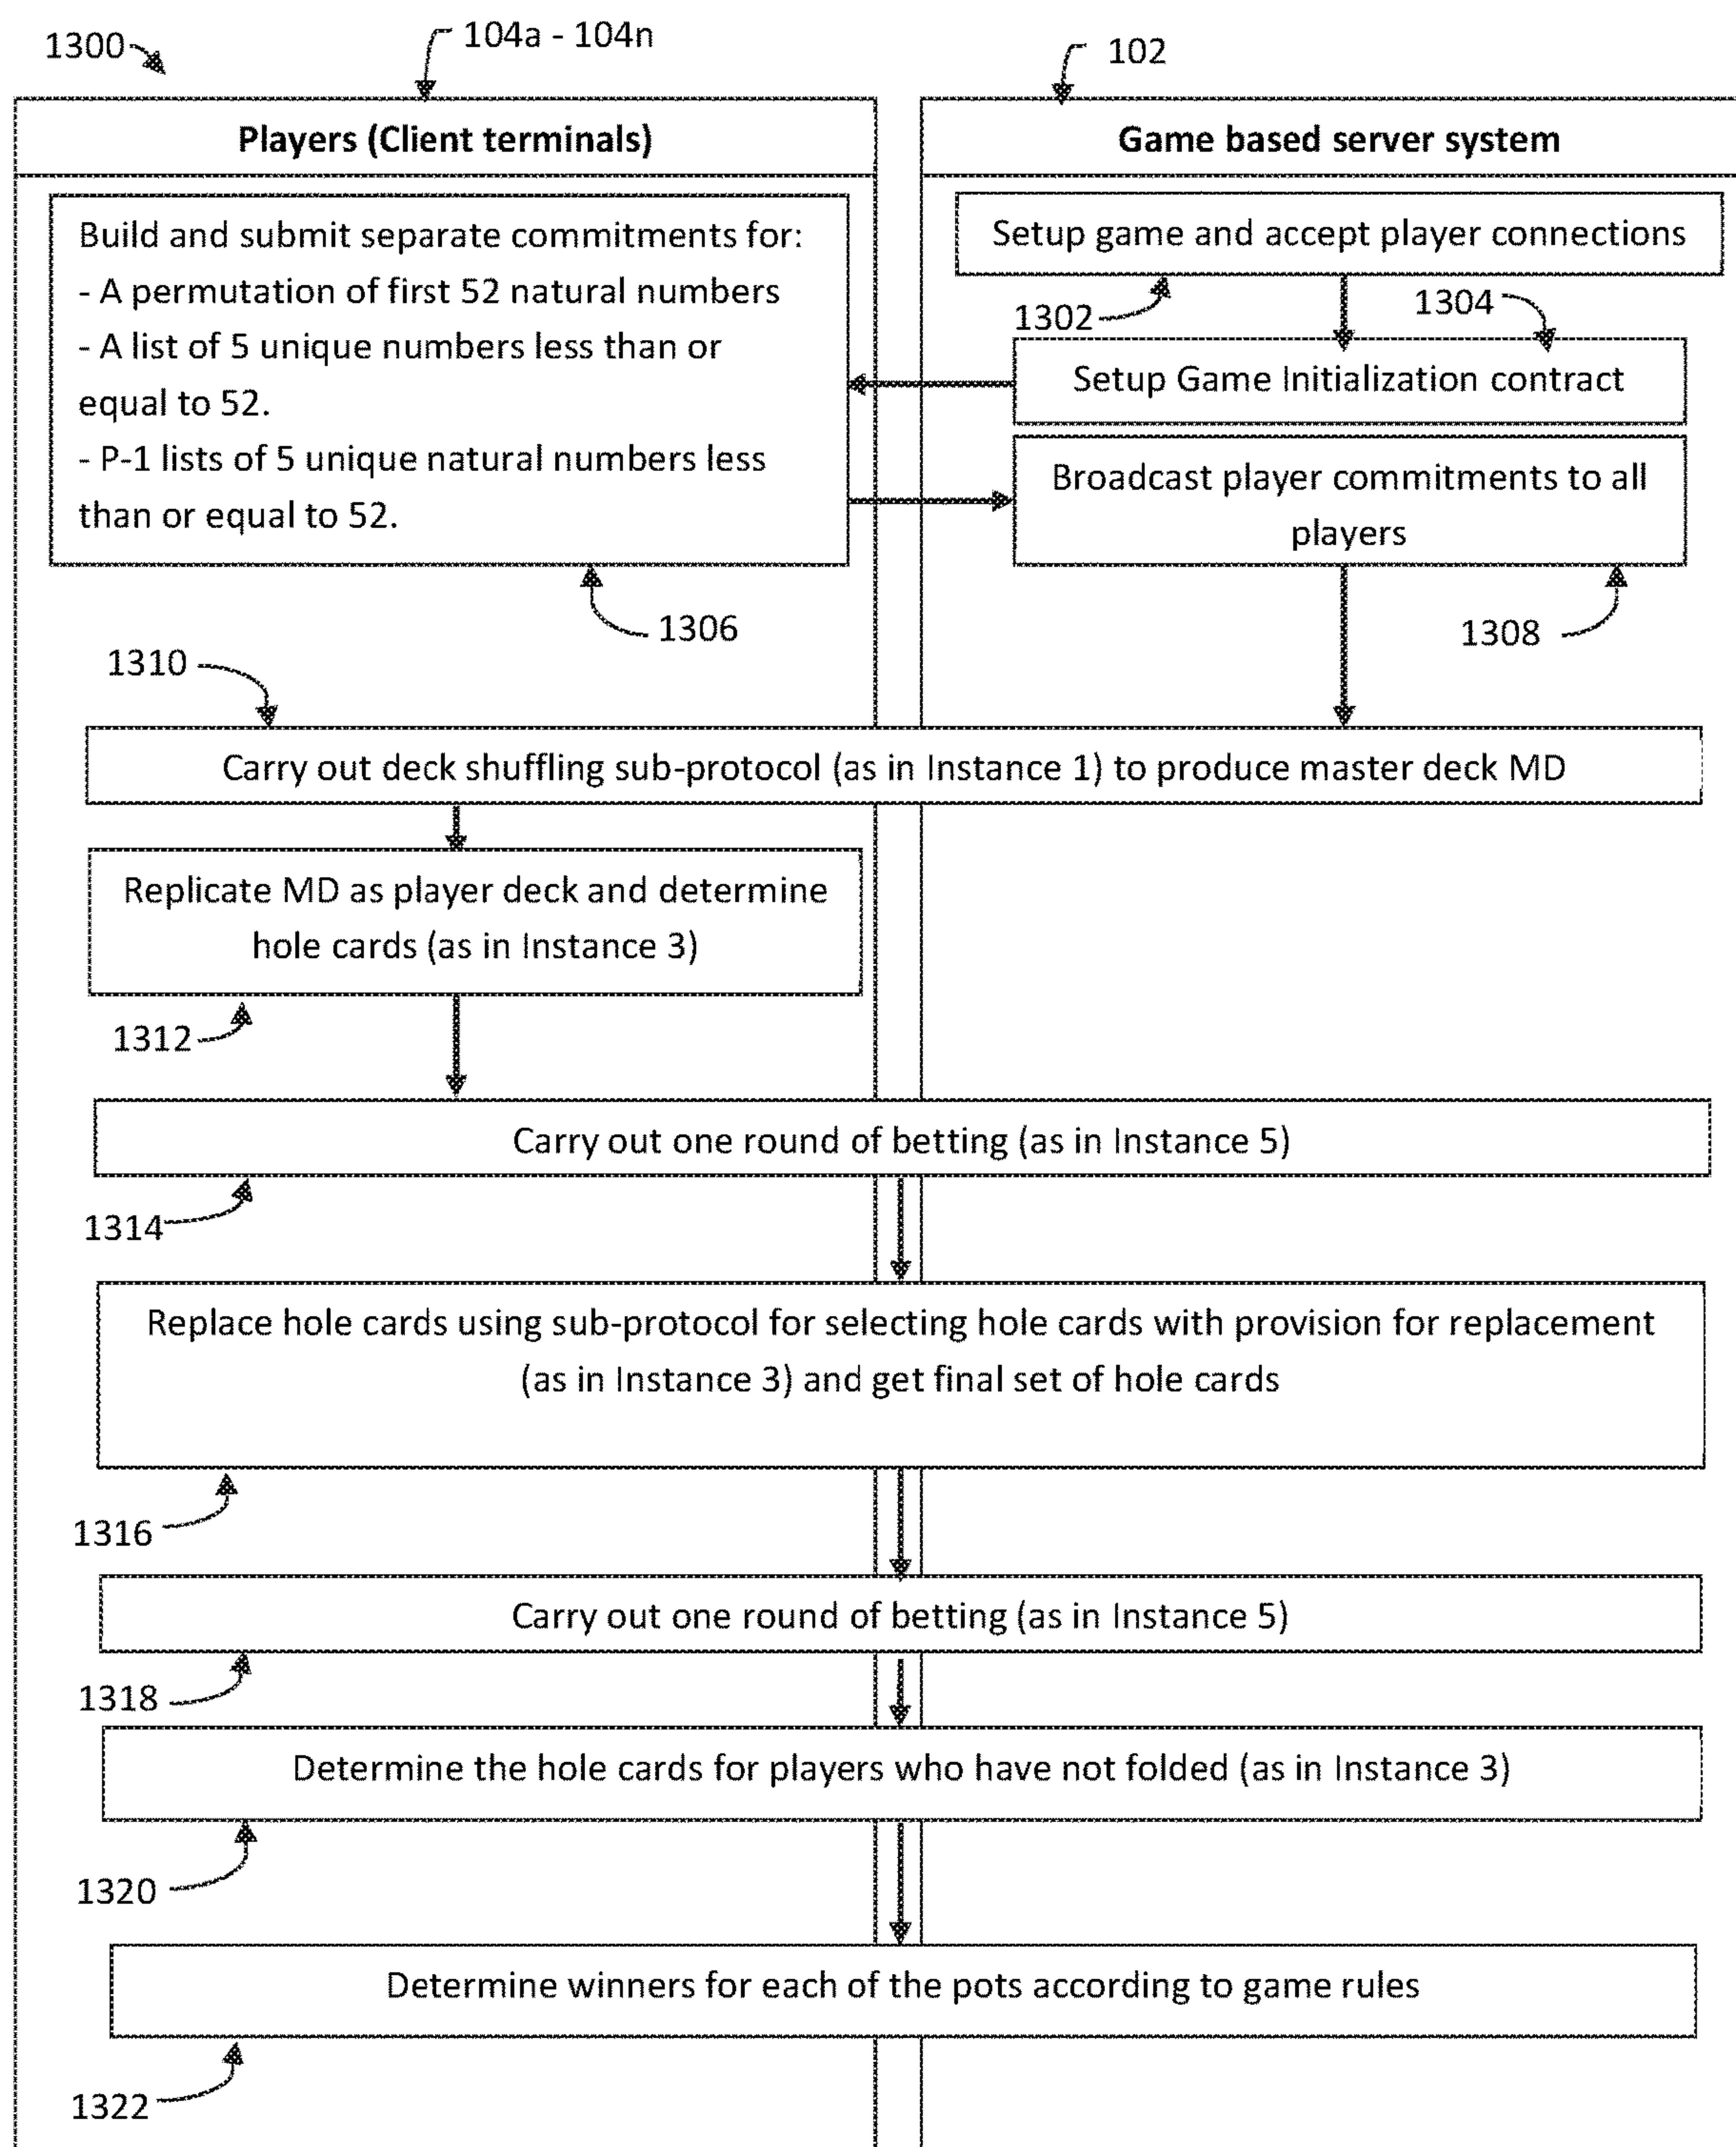 1300
104a - 104n
102
Players (Client terminals)
Game based server system
Build and submit separate commitments for:
- A permutation of first 52 natural numbers
- A list of 5 unique numbers less than or
equal to 52.
- P-1 lists of 5 unique natural numbers less
than or equal to 52.
1306
Setup game and accept player connections
1302
1304
Setup Game Initialization contract
Broadcast player commitments to all
players
1308
1310
Carry out deck shuffling sub-protocol (as in Instance 1) to produce master deck MD
Replicate MD as player deck and determine
hole cards (as in Instance 3)
1312
Carry out one round of betting (as in Instance 5)
1314
Replace hole cards using sub-protocol for selecting hole cards with provision for replacement
(as in Instance 3) and get final set of hole cards
1316
Carry out one round of betting (as in Instance 5)
1318
Determine the hole cards for players who have not folded (as in Instance 3)
1320
Determine winners for each of the pots according to game rules
1322